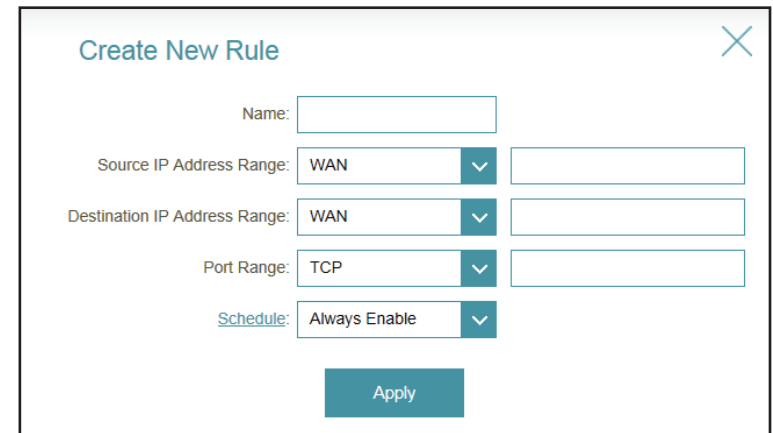 Create New Rule
Name:
Source IP Address Range: WAN
Destination IP Address Range: WAN
Port Range: TCP
Schedule: Always Enable
Apply